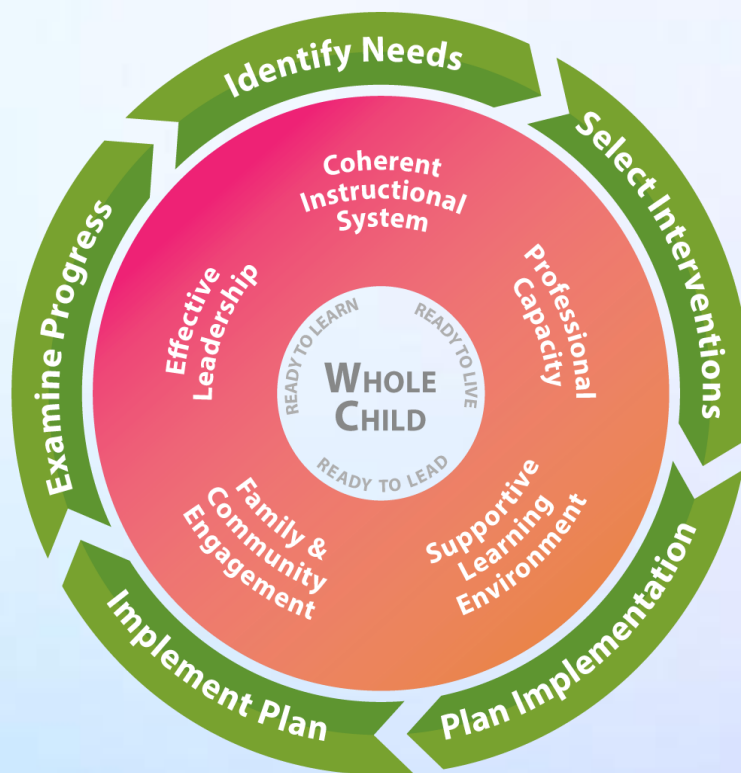 Identify Needs
Select Interventions
Plan Implementation
Implement Plan
Examine Progress
Coherent
Instructional
System
Professional
Capacity
Supportive
Learning
Environment
Family &
Community
Engagement
Effective
Leadership
READY TO LEARN
READY TO LIVE
READY TO LEAD
WHOLE
CHILD